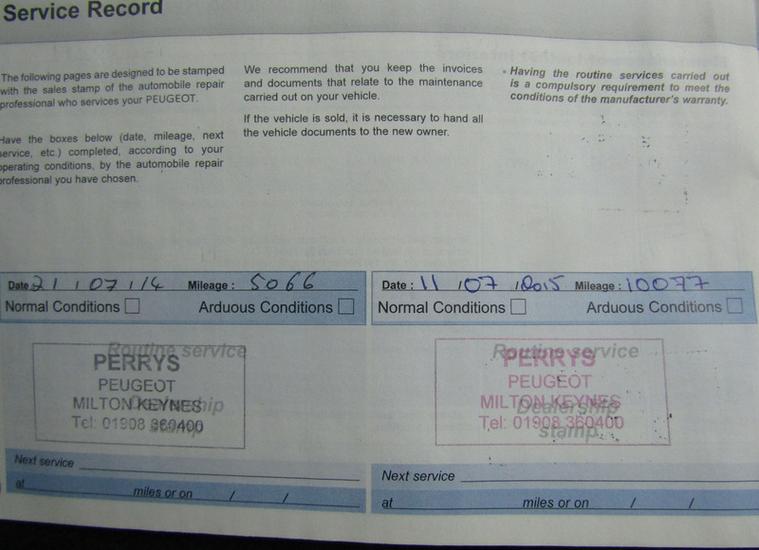 Service Record
The following pages are designed to be stamped
with the sales stamp of the automobile repair
professional who services your PEUGEOT.
Have the boxes below (date, mileage, next
service, etc.) completed, according to your
operating conditions, by the automobile repair
professional you have chosen.
We recommend that you keep the invoices
and documents that relate to the maintenance
carried out on your vehicle.
If the vehicle is sold, it is necessary to hand all
the vehicle documents to the new owner.
Having the routine services carried out
is a compulsory requirement to meet the
conditions of the manufacturer's warranty.
Date 21 / 07 / 14 Mileage : 5066
Normal Conditions Arduous Conditions
Routine service
Dealership
stamp
PERRYS
PEUGEOT
MILTON KEYNES
Tel: 01908 360400
Next service
at miles or on / /
Date : 11 / 07 / 2015 Mileage : 10077
Normal Conditions Arduous Conditions
Routine service
Dealership
stamp
PERRYS
PEUGEOT
MILTON KEYNES
Tel: 01908 360400
Next service
at miles or on / /